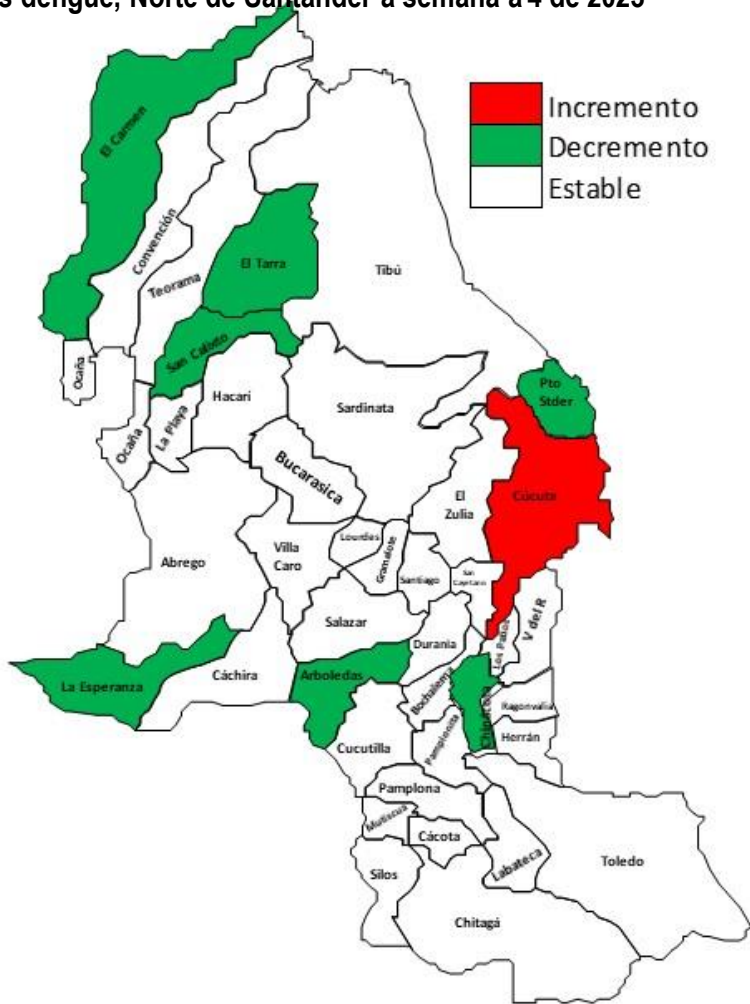 s dengue, Norte de Santander a semana a 4 de 2025
Incremento
Decremento
Estable
El Carmen
Convención
Teorama
El Tarra
Tibú
San Calixto
Ocaña
Hacarí
La Playa
Ocaña
Sardinata
Pto
Stder
Bucarasica
El
Zulia
Cúcuta
Abrego
Villa
Caro
Lourdes
Gramalote
Santiago
San
Cayetano
Salazar
Durania
Los Patios
V del R
La Esperanza
Cáchira
Arboledas
Bochalema
Chinácota
Ragonvalia
Herrán
Cucutilla
Pamplonita
Pamplona
Mutiscua
Cácota
Labateca
Toledo
Silos
Chitagá